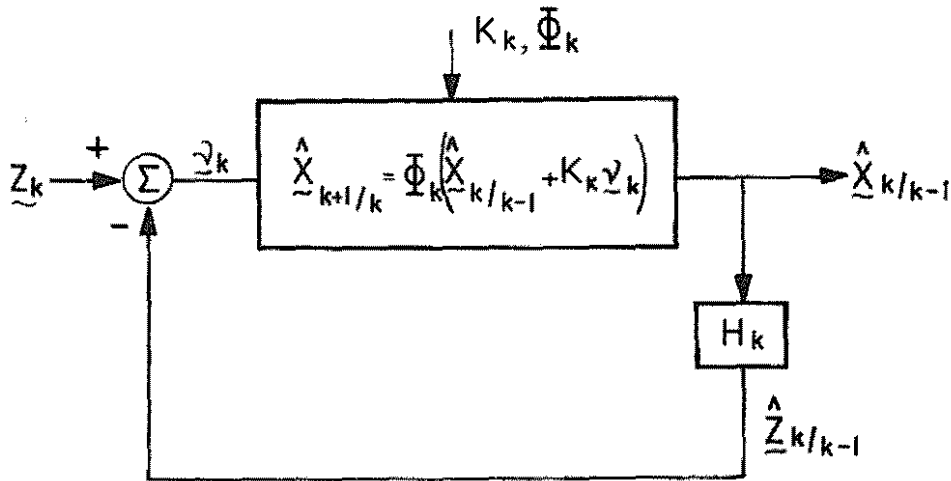 K_k, Φ_k
+
Z_k
Σ
ν_k
X̂_{k+1/k} = Φ_k(X̂_{k/k-1} + K_k ν_k)
X̂_{k/k-1}
-
H_k
Ẑ_{k/k-1}